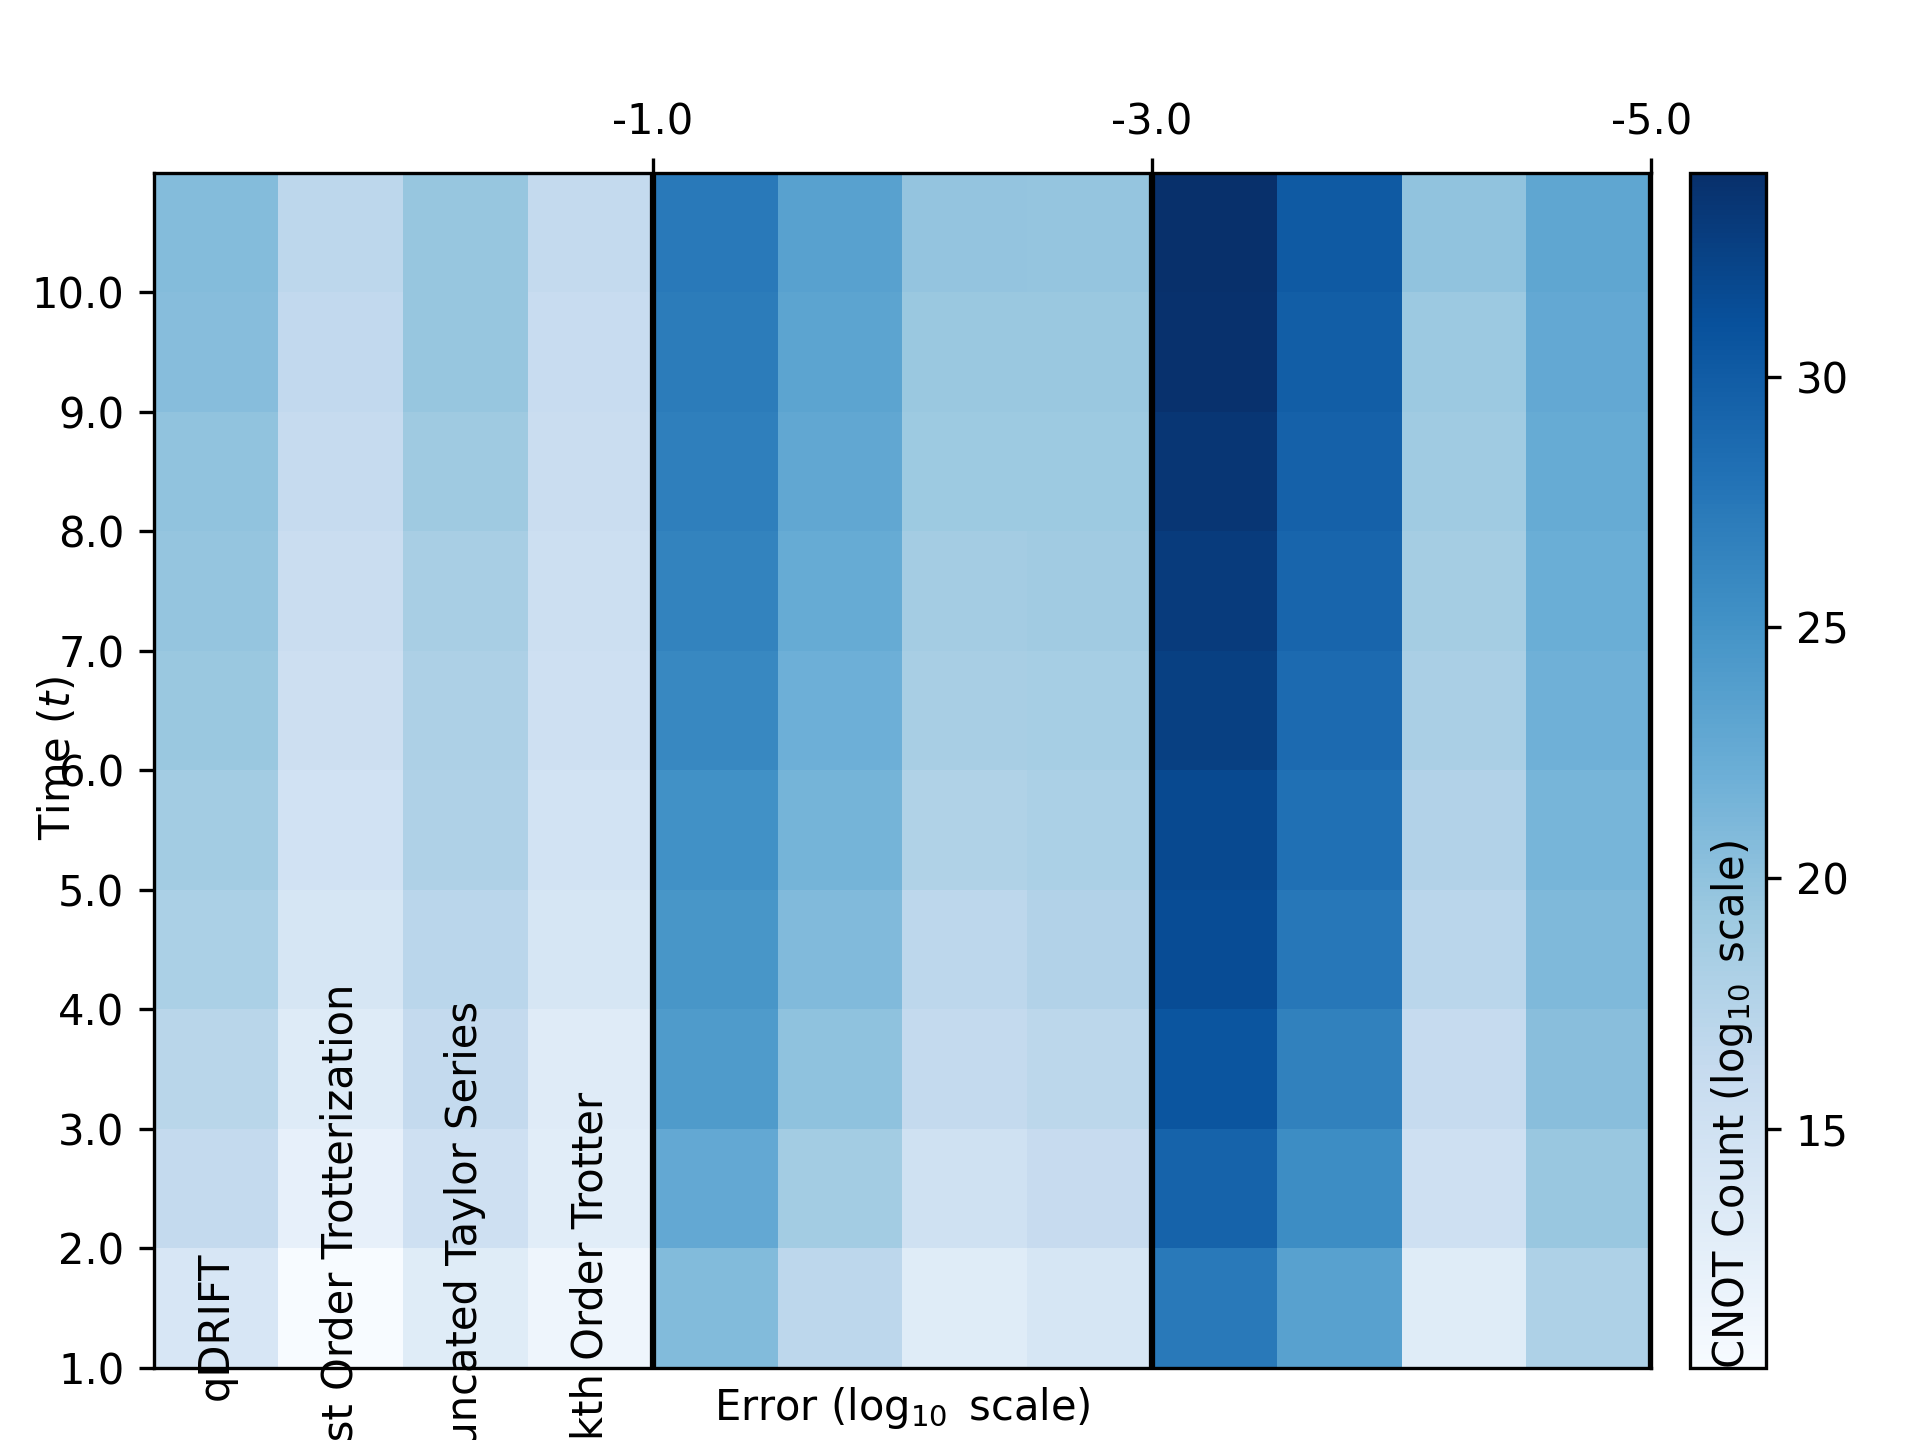 -1.0 -3.0 -5.0
10.0
9.0
8.0
7.0
6.0
5.0
4.0
3.0
2.0
1.0
Time (t)
qDRIFT
st Order Trotterization
uncated Taylor Series
kth Order Trotter
Error (log₁₀ scale)
30
25
20
15
CNOT Count (log₁₀ scale)